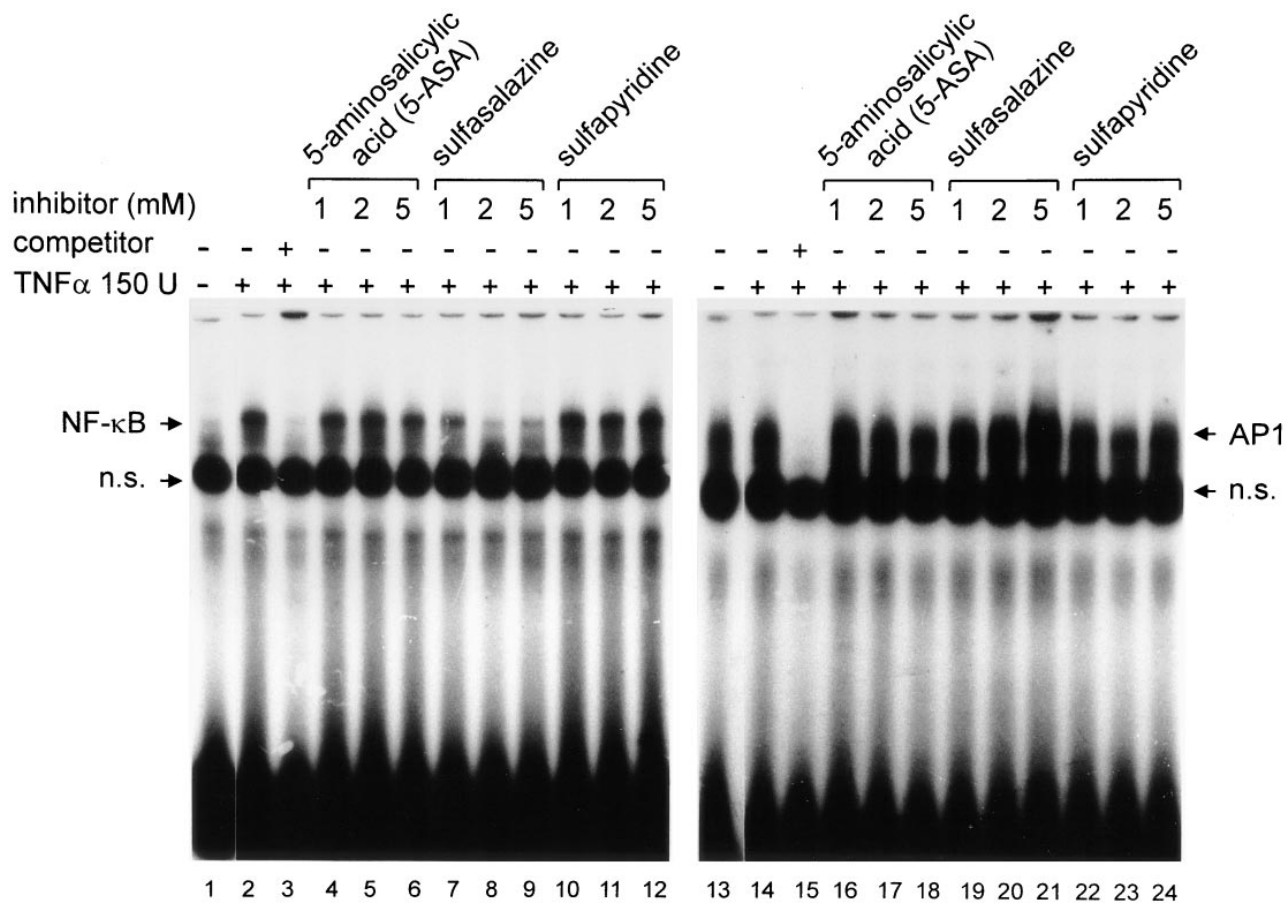 5-aminosalicylic
acid (5-ASA)
sulfasalazine
sulfapyridine
5-aminosalicylic
acid (5-ASA)
sulfasalazine
sulfapyridine
inhibitor (mM) 1 2 5 1 2 5 1 2 5 1 2 5 1 2 5 1 2 5
competitor - - + - - - - - - - - - - - + - - - - - - - - -
TNFα 150 U - + + + + + + + + + + + - + + + + + + + + + + +
NF-κB
AP1
n.s.
n.s.
1 2 3 4 5 6 7 8 9 10 11 12 13 14 15 16 17 18 19 20 21 22 23 24